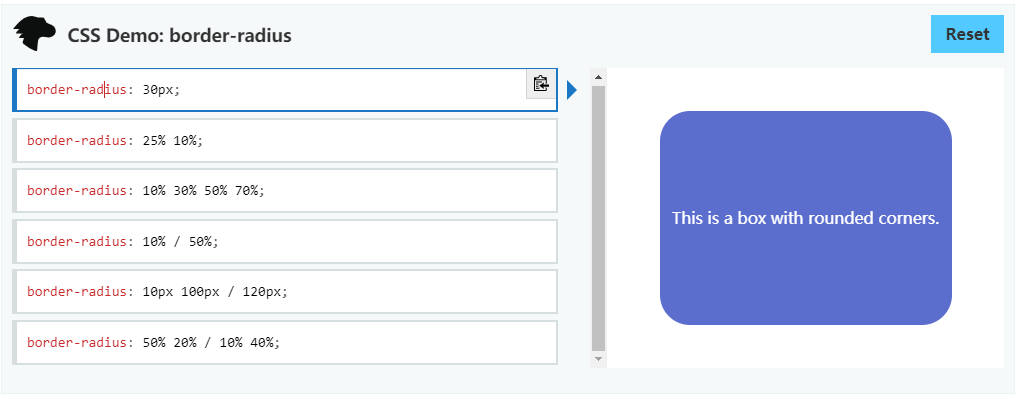 CSS Demo: border-radius
Reset
border-radius: 30px;
border-radius: 25% 10%;
border-radius: 10% 30% 50% 70%;
border-radius: 10% / 50%;
border-radius: 10px 100px / 120px;
border-radius: 50% 20% / 10% 40%;
This is a box with rounded corners.